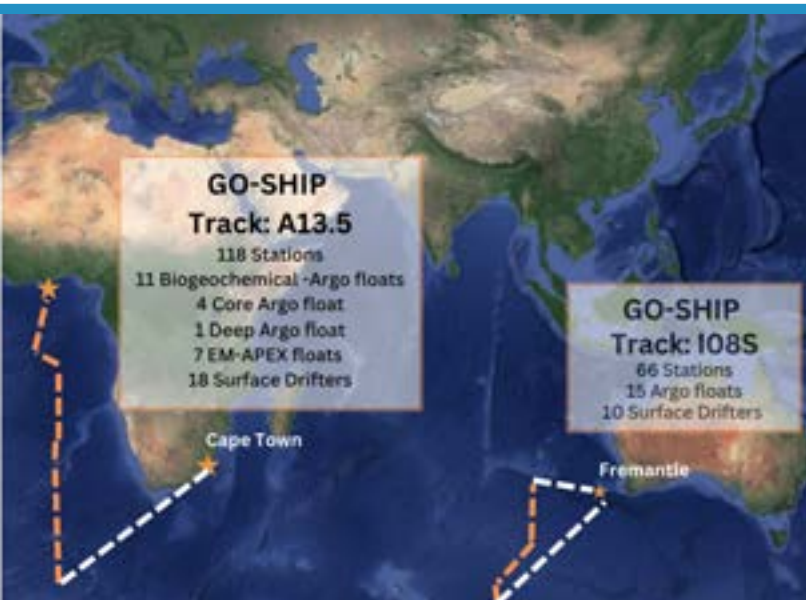 GO-SHIP
Track: A13.5
118 Stations
11 Biogeochemical -Argo floats
4 Core Argo float
1 Deep Argo float
7 EM-APEX floats
18 Surface Drifters
Cape Town
GO-SHIP
Track: I08S
66 Stations
15 Argo floats
10 Surface Drifters
Fremantle